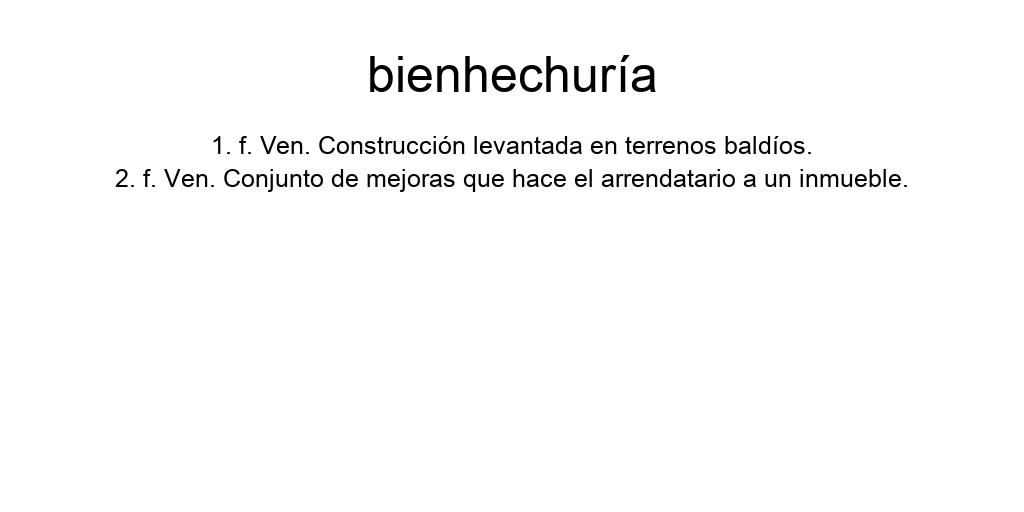 bienhechuría
1. f. Ven. Construcción levantada en terrenos baldíos.
2. f. Ven. Conjunto de mejoras que hace el arrendatario a un inmueble.